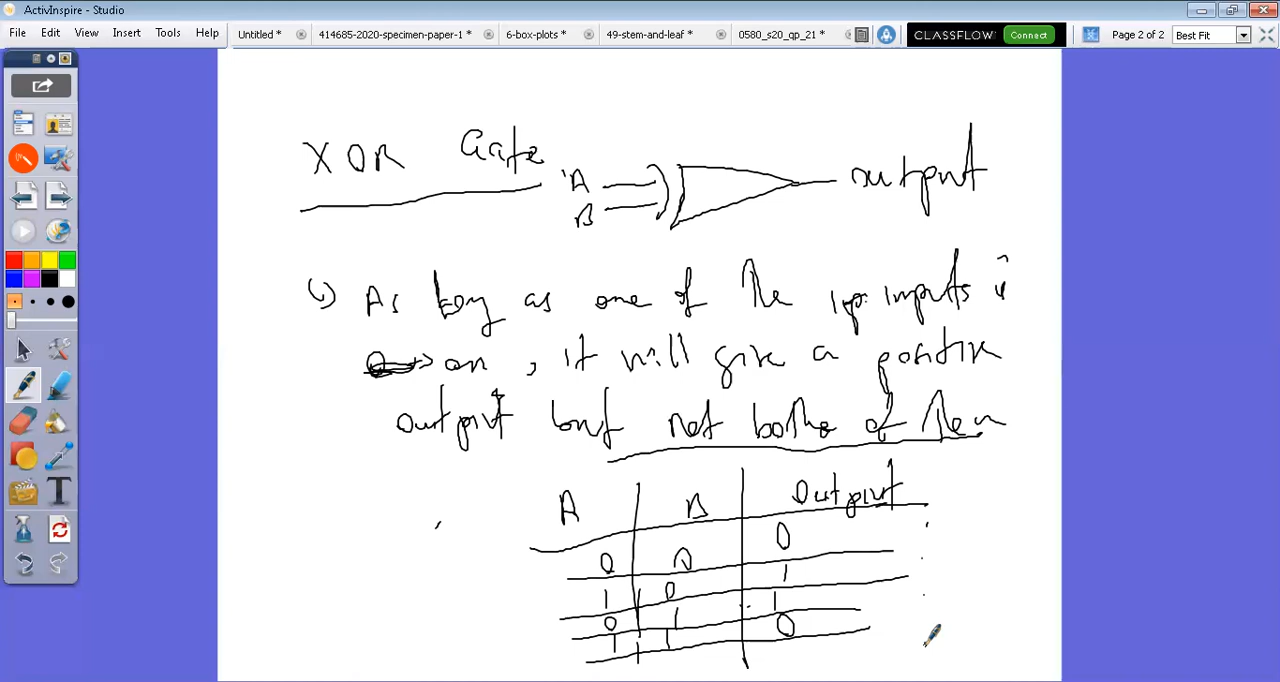 ActivInspire - Studio
File Edit View Insert Tools Help
Untitled * 414685-2020-specimen-paper-1 * 6-box-plots * 49-stem-and-leaf * 0580_s20_qp_21 * CLASSFLOW Connect Page 2 of 2 Best Fit
XOR Gate
A
B
output
As long as one of the inputs is
on, it will give a positive
output but not both of them
A B Output
0 0 0
1 0 1
0 1 1
1 1 0